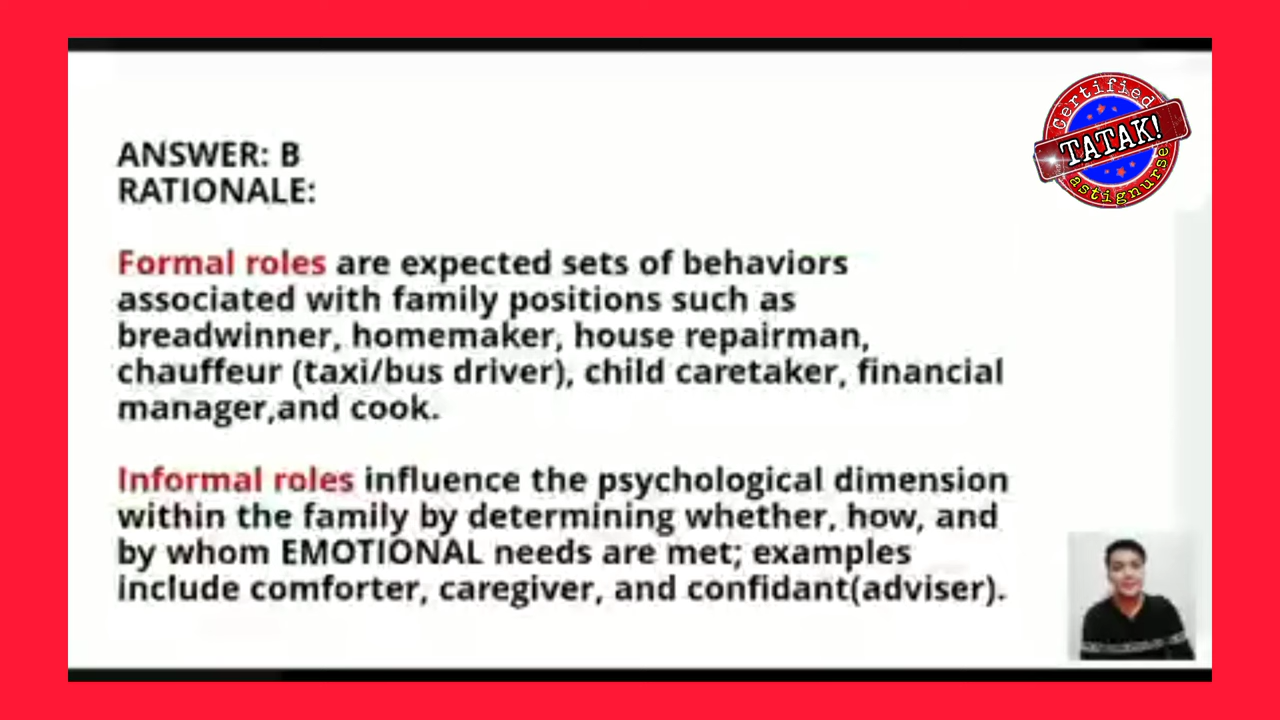 ANSWER: B
RATIONALE:
Formal roles are expected sets of behaviors
associated with family positions such as
breadwinner, homemaker, house repairman,
chauffeur (taxi/bus driver), child caretaker, financial
manager,and cook.
Informal roles influence the psychological dimension
within the family by determining whether, how, and
by whom EMOTIONAL needs are met; examples
include comforter, caregiver, and confidant(adviser).
Certified
TATAK!
astignurse